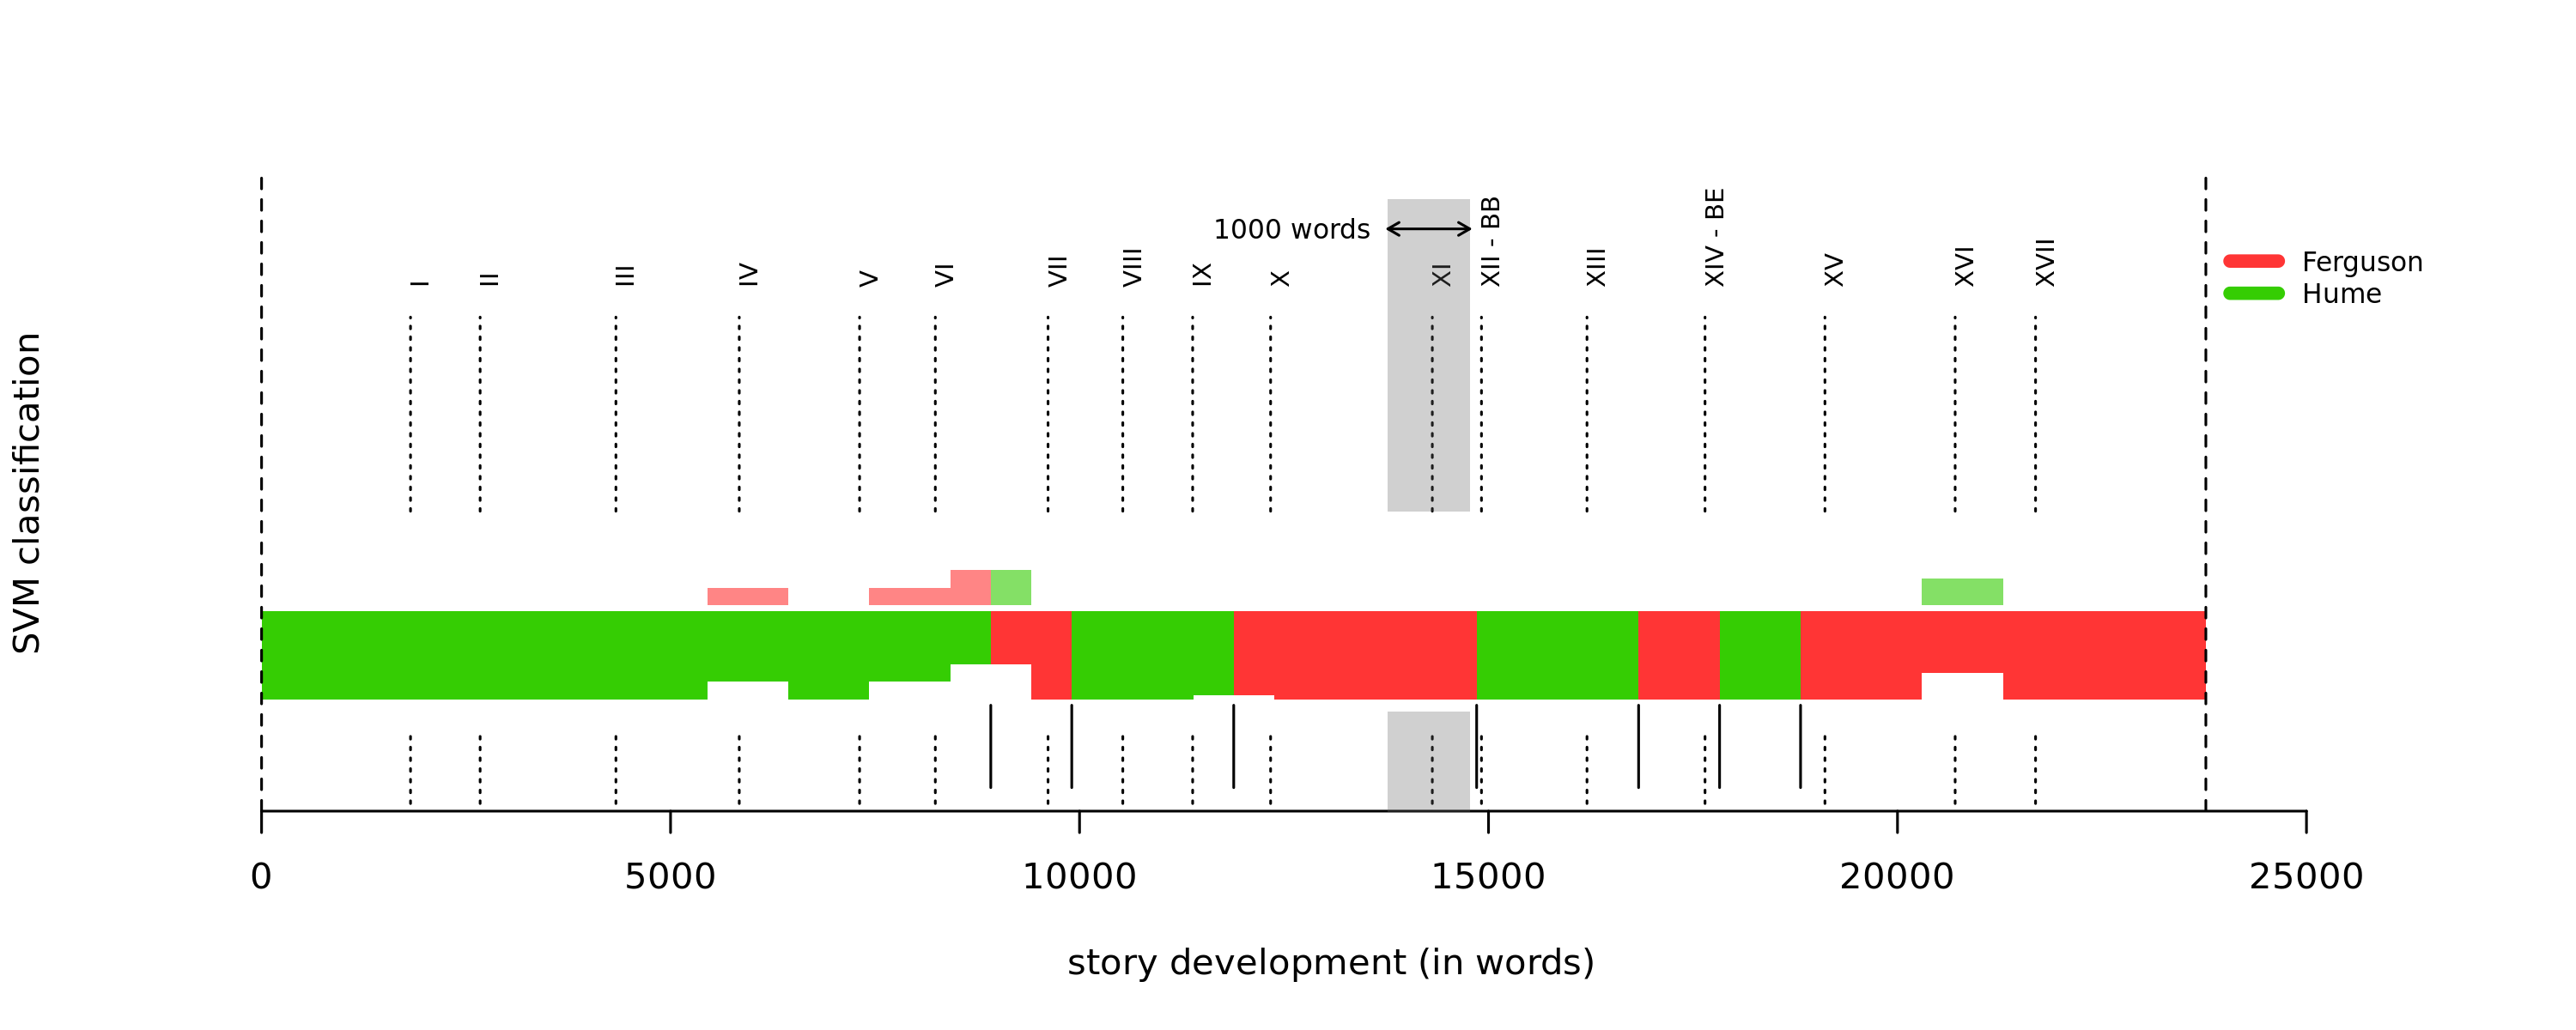 1000 words
I
II
III
IV
V
VI
VII
VIII
IX
X
XI
XII - BB
XIII
XIV - BE
XV
XVI
XVII
Ferguson
Hume
SVM classification
0
5000
10000
15000
20000
25000
story development (in words)